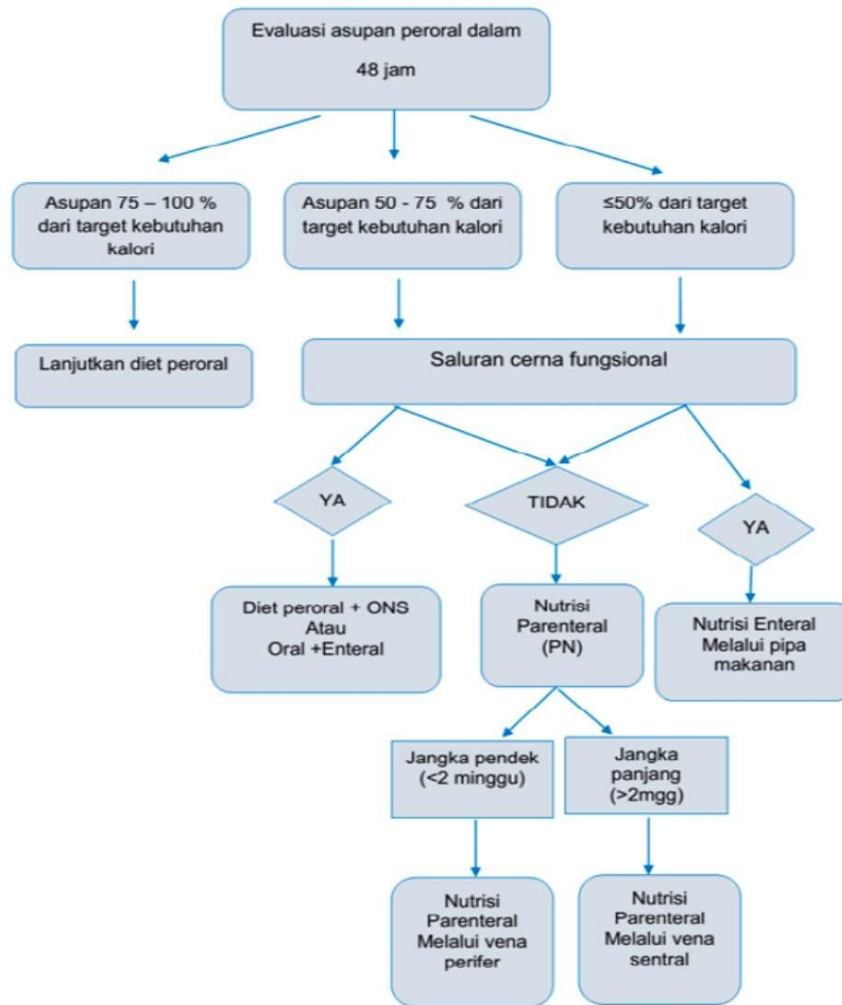 Evaluasi asupan peroral dalam
48 jam
Asupan 75 – 100 %
dari target kebutuhan
kalori
Asupan 50 - 75 % dari
target kebutuhan kalori
≤50% dari target
kebutuhan kalori
Lanjutkan diet peroral
Saluran cerna fungsional
YA
TIDAK
YA
Diet peroral + ONS
Atau
Oral +Enteral
Nutrisi
Parenteral
(PN)
Nutrisi Enteral
Melalui pipa
makanan
Jangka pendek
(<2 minggu)
Jangka
panjang
(>2mgg)
Nutrisi
Parenteral
Melalui vena
perifer
Nutrisi
Parenteral
Melalui vena
sentral